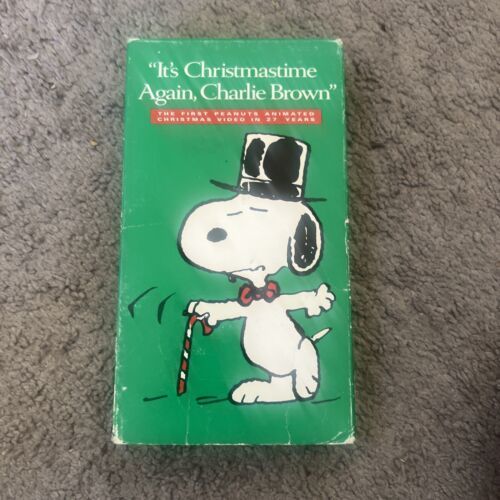 "It's Christmastime
Again, Charlie Brown"
THE FIRST PEANUTS ANIMATED
CHRISTMAS VIDEO IN 27 YEARS